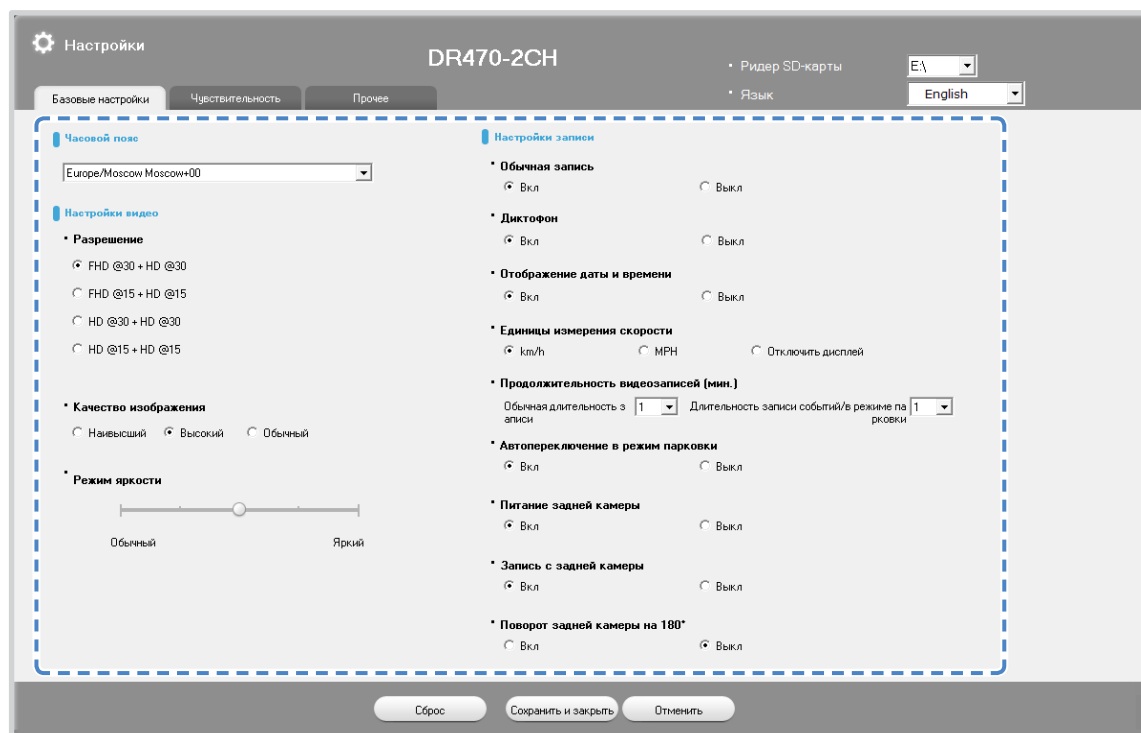 Настройки
DR470-2CH
• Ридер SD-карты
E:\
• Язык
English
Базовые настройки
Чувствительность
Прочее
Часовой пояс
Europe/Moscow Moscow+00
Настройки видео
• Разрешение
FHD @30 + HD @30
FHD @15 + HD @15
HD @30 + HD @30
HD @15 + HD @15
• Качество изображения
Наивысший Высокий Обычный
• Режим яркости
Обычный Яркий
Настройки записи
• Обычная запись
Вкл Выкл
• Диктофон
Вкл Выкл
• Отображение даты и времени
Вкл Выкл
• Единицы измерения скорости
km/h MPH Отключить дисплей
• Продолжительность видеозаписей (мин.)
Обычная длительность з
аписи
1
Длительность записи событий/в режиме па
рковки
1
• Автопереключение в режим парковки
Вкл Выкл
• Питание задней камеры
Вкл Выкл
• Запись с задней камеры
Вкл Выкл
• Поворот задней камеры на 180°
Вкл Выкл
Сброс
Сохранить и закрыть
Отменить